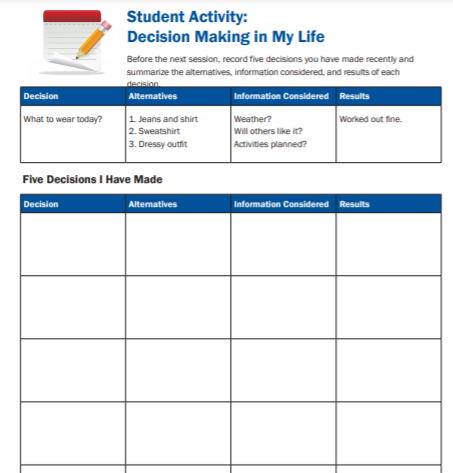 Student Activity:
Decision Making in My Life
Before the next session, record five decisions you have made recently and
summarize the alternatives, information considered, and results of each
decision.
Decision Alternatives Information Considered Results
What to wear today? 1. Jeans and shirt Weather? Worked out fine.
2. Sweatshirt Will others like it?
3. Dressy outfit Activities planned?
Five Decisions I Have Made
Decision Alternatives Information Considered Results